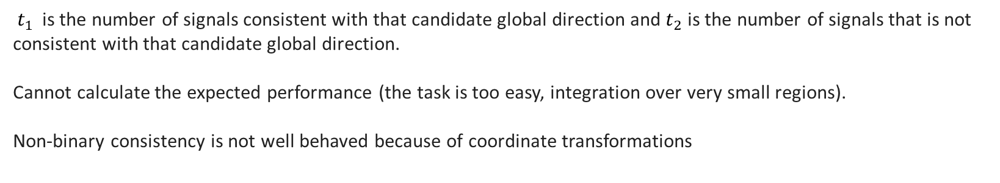 t₁ is the number of signals consistent with that candidate global direction and t₂ is the number of signals that is not
consistent with that candidate global direction.
Cannot calculate the expected performance (the task is too easy, integration over very small regions).
Non-binary consistency is not well behaved because of coordinate transformations